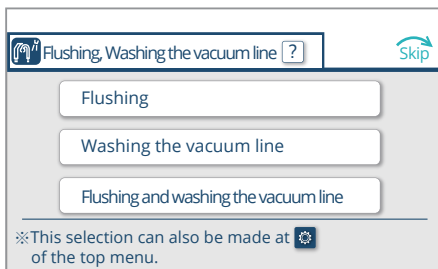 Flushing, Washing the vacuum line ?
Skip
Flushing
Washing the vacuum line
Flushing and washing the vacuum line
※This selection can also be made at
of the top menu.